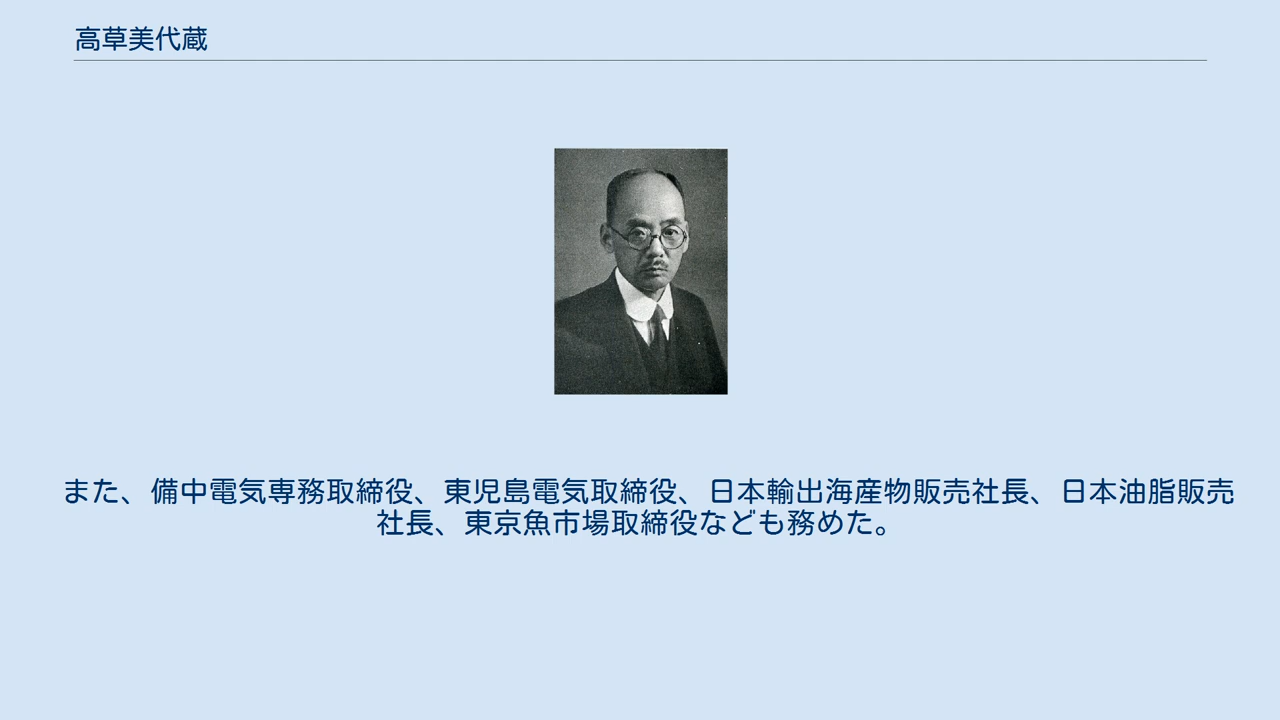 高草美代蔵
また、備中電気専務取締役、東児島電気取締役、日本輸出海産物販売社長、日本油脂販売
社長、東京魚市場取締役なども務めた。